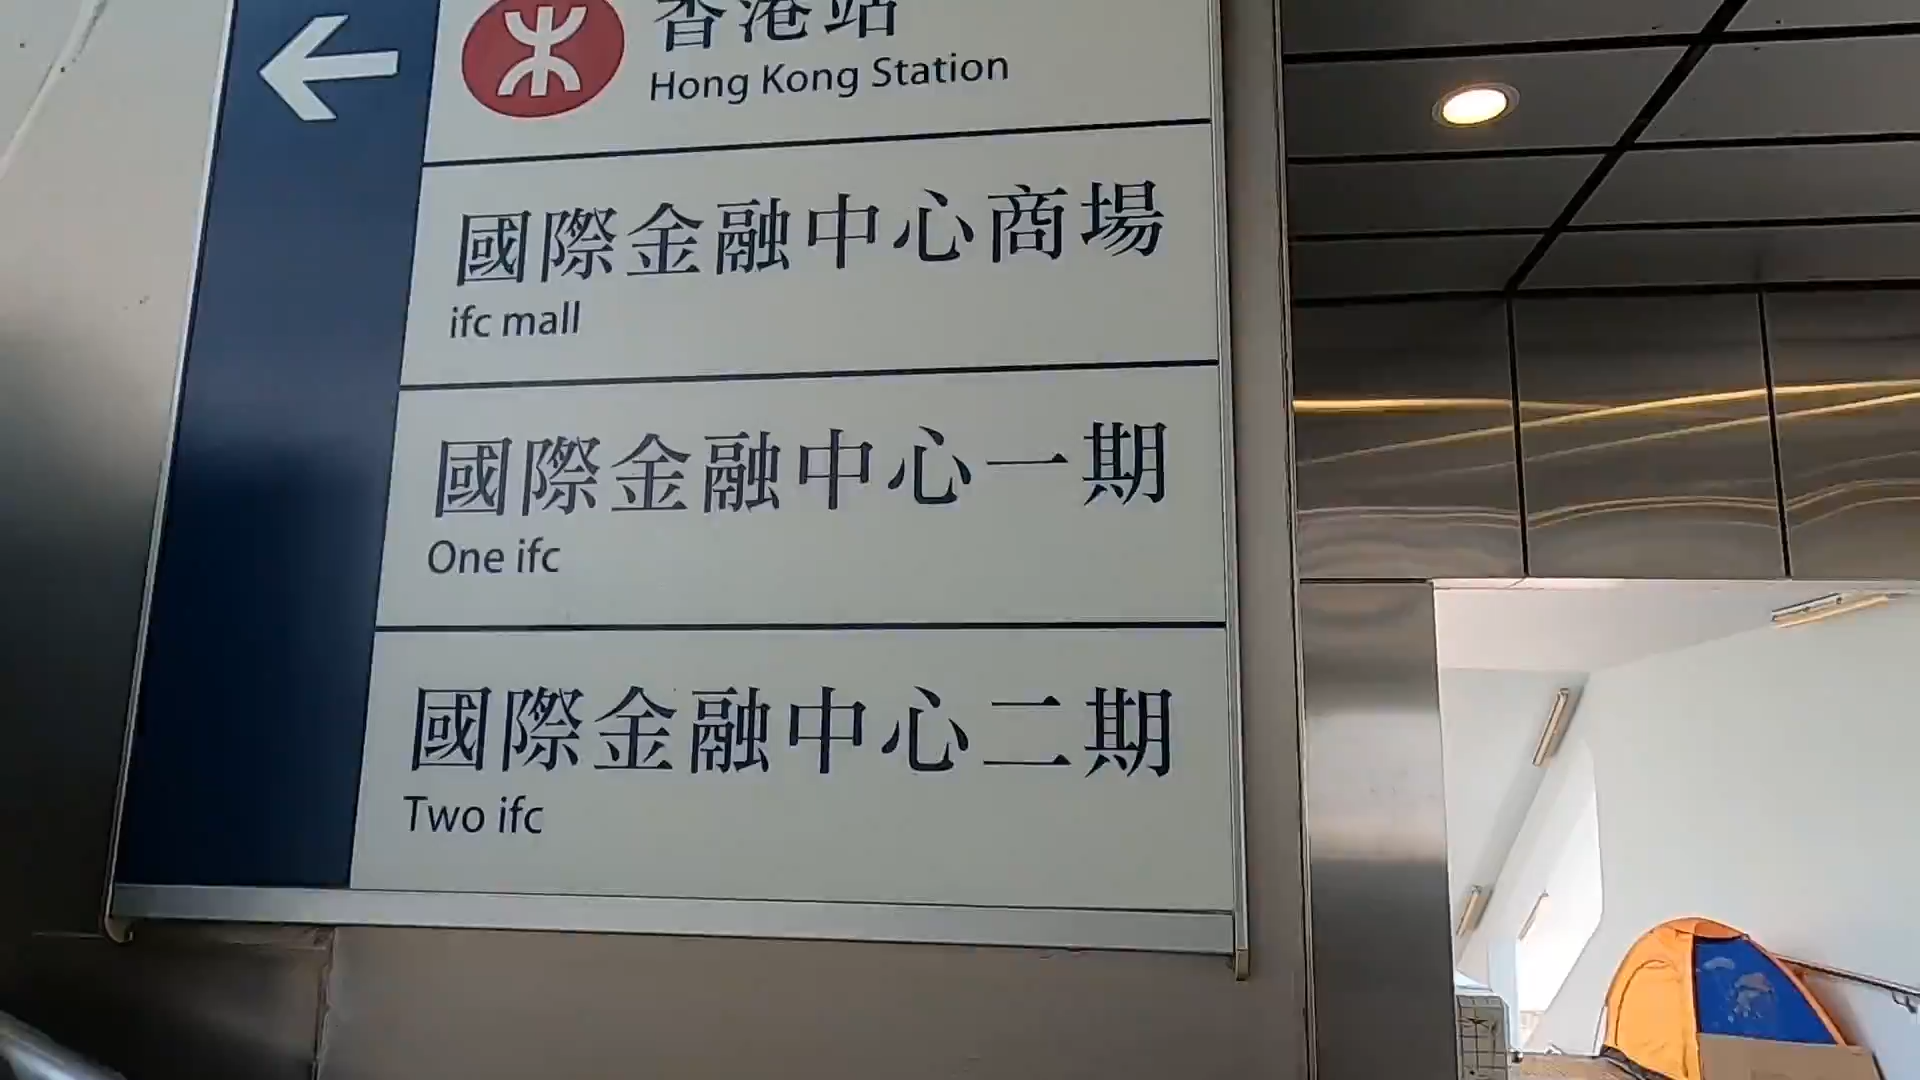 香港站
Hong Kong Station
國際金融中心商場
ifc mall
國際金融中心一期
One ifc
國際金融中心二期
Two ifc